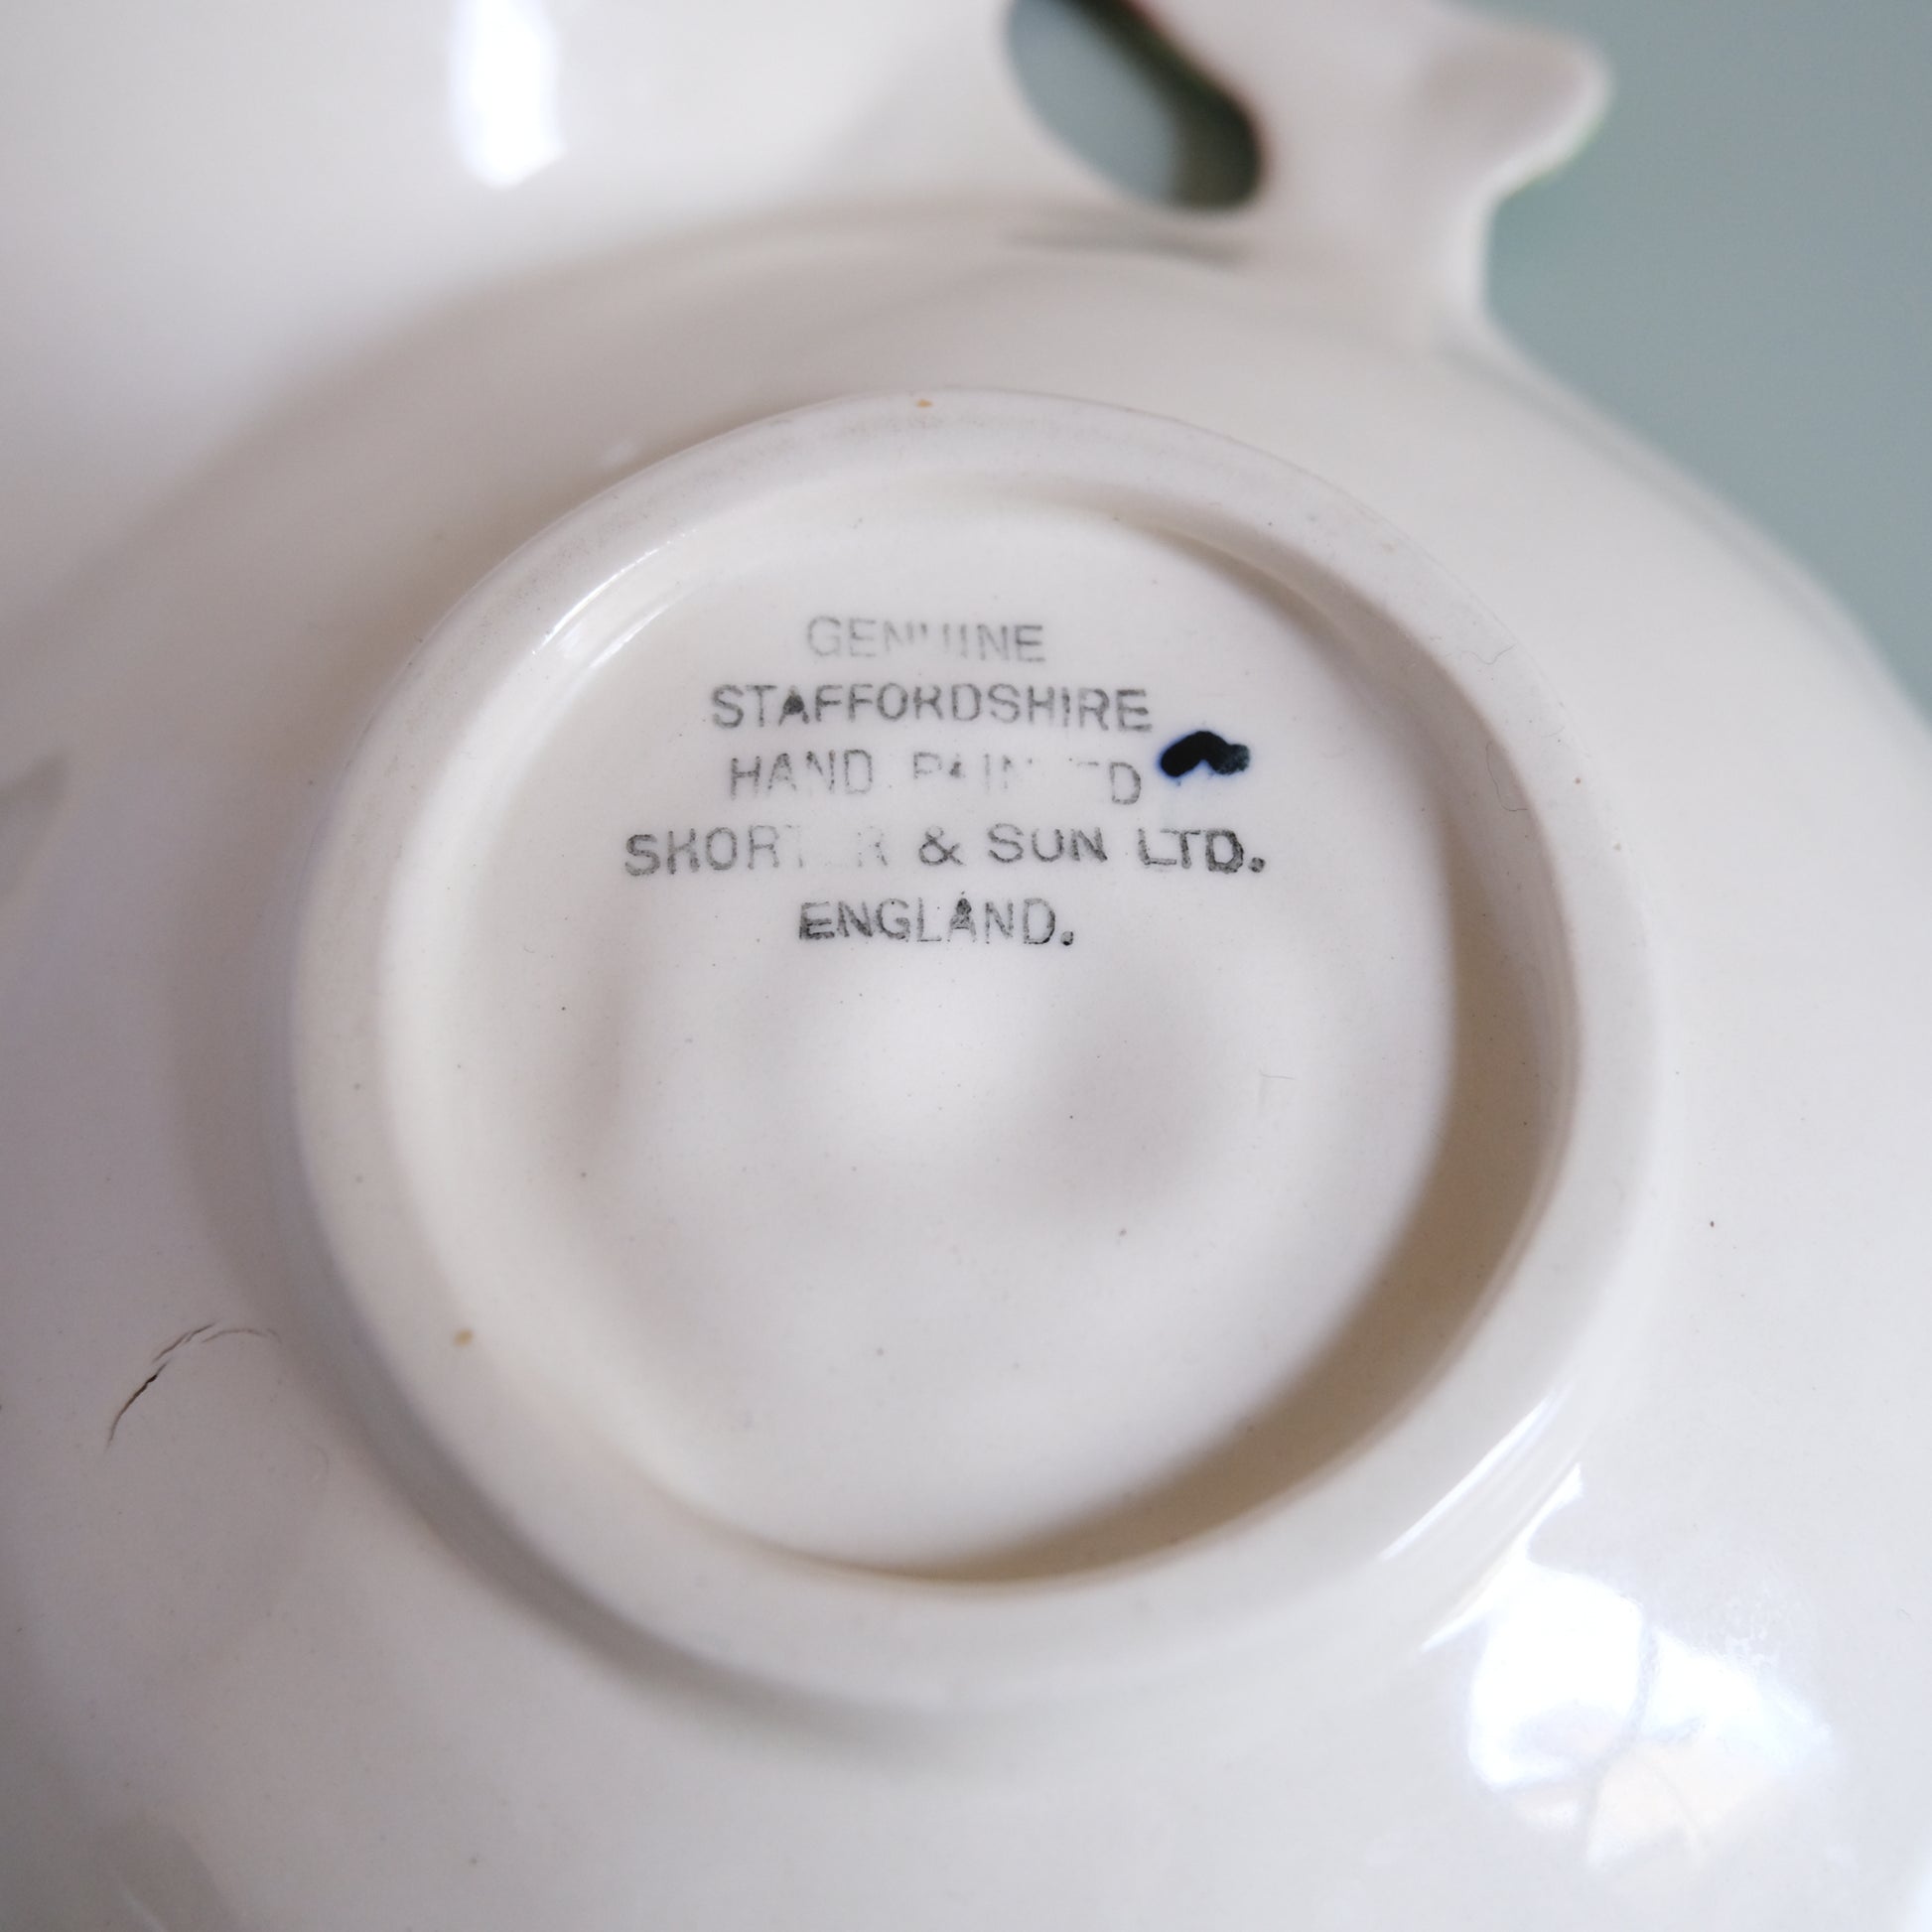 GENUINE
STAFFORDSHIRE
HAND PAINTED
SHORTER & SON LTD.
ENGLAND.